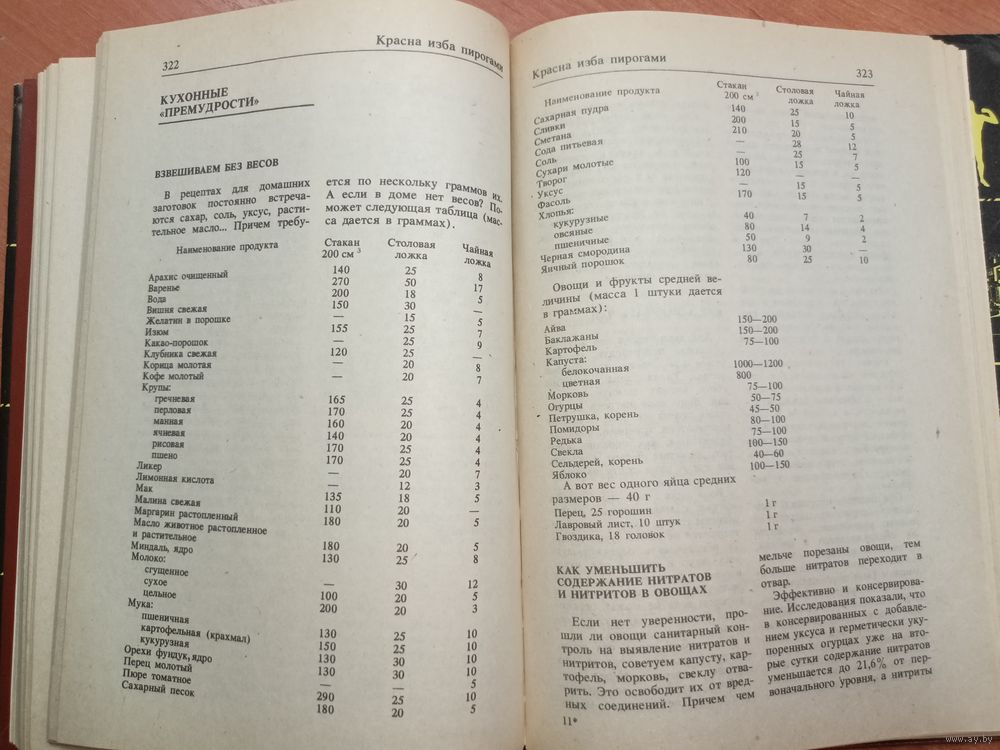 322
Красна изба пирогами
КУХОННЫЕ
«ПРЕМУДРОСТИ»
ВЗВЕШИВАЕМ БЕЗ ВЕСОВ
В рецептах для домашних
заготовок постоянно встреча-
ются сахар, соль, уксус, расти-
тельное масло... Причем требу-
ется по нескольку граммов их.
А если в доме нет весов? По-
может следующая таблица (мас-
са дается в граммах).
Наименование продукта Стакан 200 см³ Столовая ложка Чайная ложка
Арахис очищенный 140 25 8
Варенье 270 50 17
Вода 200 18 5
Вишня свежая 150 30 —
Желатин в порошке — 15 5
Изюм 155 25 7
Какао-порошок — 25 9
Клубника свежая 120 25 —
Корица молотая — 20 8
Кофе молотый — 20 7
Крупы:
гречневая 165 25 4
перловая 170 25 4
манная 160 20 4
ячневая 140 20 4
рисовая 170 25 4
пшено 170 25 4
Ликер — 20 7
Лимонная кислота — 12 3
Мак 135 18 5
Малина свежая 110 20 —
Маргарин растопленный 180 20 5
Масло животное растопленное
и растительное 180 20 5
Миндаль, ядро 130 25 8
Молоко:
сгущенное — 30 12
сухое 100 20 5
цельное 200 20 3
Мука:
пшеничная 130 25 10
картофельная (крахмал) 150 25 10
кукурузная 130 30 10
Орехи фундук, ядро 130 30 10
Перец молотый — — 5
Пюре томатное 290 25 10
Сахарный песок 180 20 5
Красна изба пирогами
323
Наименование продукта Стакан 200 см³ Столовая ложка Чайная ложка
Сахарная пудра 140 25 10
Сливки 200 15 5
Сметана 210 20 5
Сода питьевая — 28 12
Соль — 25 7
Сухари молотые 100 15 5
Творог 120 — —
Уксус — 15 5
Фасоль 170 15 5
Хлопья:
кукурузные 40 7 2
овсяные 80 14 4
пшеничные 50 9 2
Черная смородина 130 30 —
Яичный порошок 80 25 10
Овощи и фрукты средней ве-
личины (масса 1 штуки дается
в граммах):
Айва 150—200
Баклажаны 150—200
Картофель 75—100
Капуста:
белокочанная 1000—1200
цветная 800
Морковь 75—100
Огурцы 50—75
Петрушка, корень 45—50
Помидоры 80—100
Редька 75—100
Свекла 100—150
Сельдерей, корень 40—60
Яблоко 100—150
А вот вес одного яйца средних
размеров — 40 г
Перец, 25 горошин 1 г
Лавровый лист, 10 штук 1 г
Гвоздика, 18 головок 1 г
КАК УМЕНЬШИТЬ
СОДЕРЖАНИЕ НИТРАТОВ
И НИТРИТОВ В ОВОЩАХ
Если нет уверенности, про-
шли ли овощи санитарный кон-
троль на выявление нитратов и
нитритов, советуем капусту, кар-
тофель, морковь, свеклу отва-
рить. Это освободит их от вред-
ных соединений. Причем чем
11*
мельче порезаны овощи, тем
больше нитратов переходит в
отвар.
Эффективно и консервирова-
ние. Исследования показали, что
в консервированных с добавле-
нием уксуса и герметически уку-
поренных огурцах уже на вто-
рые сутки содержание нитратов
уменьшается до 21,6% от пер-
воначального уровня, а нитриты
www.ay.by